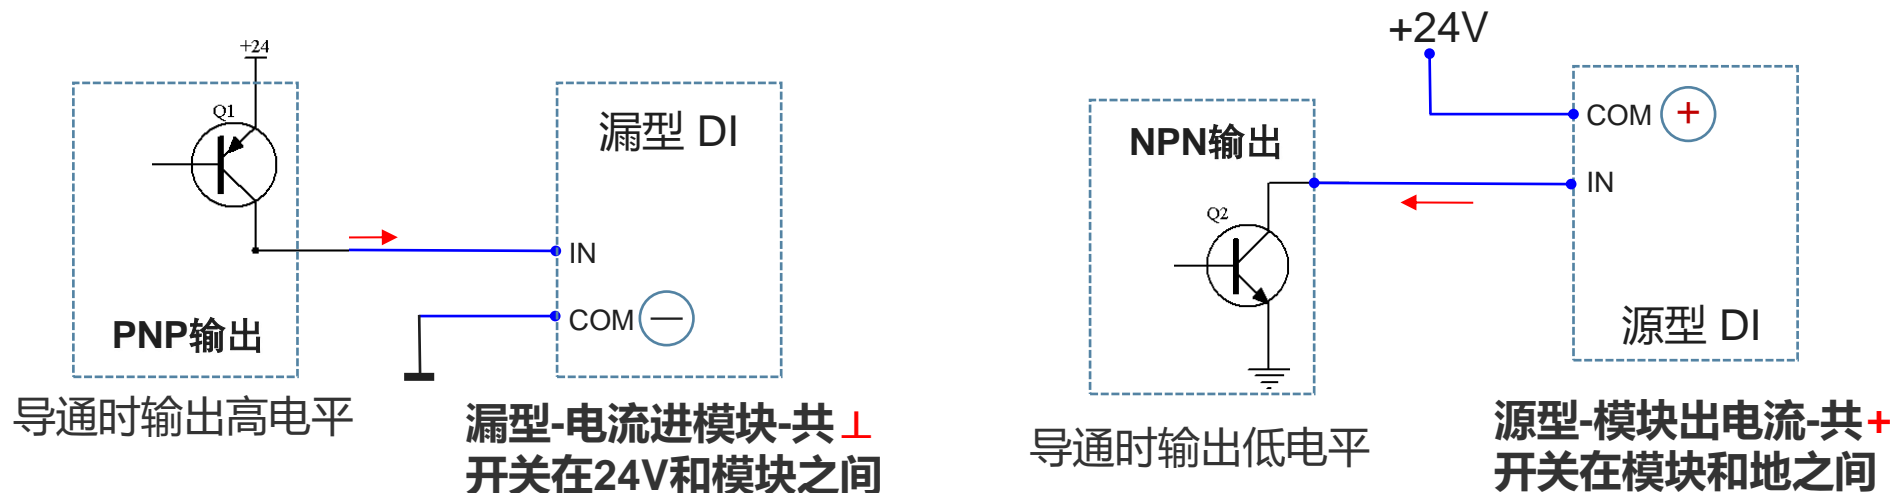 +24
Q1
PNP输出
导通时输出高电平
漏型 DI
IN
COM
漏型-电流进模块-共⊥
开关在24V和模块之间
+24V
NPN输出
Q2
导通时输出低电平
COM +
IN
源型 DI
源型-模块出电流-共+
开关在模块和地之间